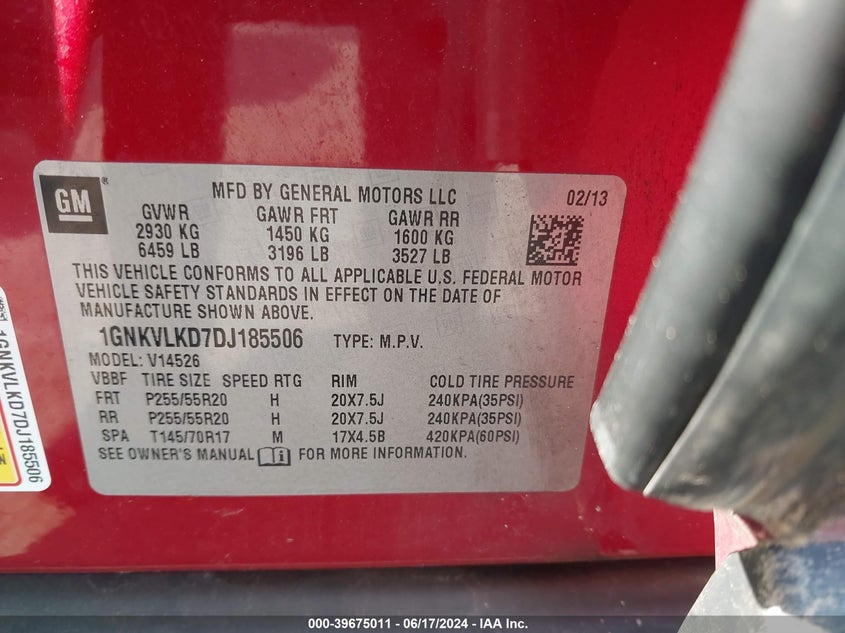 GM ®
MFD BY GENERAL MOTORS LLC 02/13
GVWR GAWR FRT GAWR RR
2930 KG 1450 KG 1600 KG
6459 LB 3196 LB 3527 LB
THIS VEHICLE CONFORMS TO ALL APPLICABLE U.S. FEDERAL MOTOR
VEHICLE SAFETY STANDARDS IN EFFECT ON THE DATE OF
MANUFACTURE SHOWN ABOVE.
1GNKVLKD7DJ185506 TYPE: M.P.V.
MODEL: V14526
VBBF TIRE SIZE SPEED RTG RIM COLD TIRE PRESSURE
FRT P255/55R20 H 20X7.5J 240KPA(35PSI)
RR P255/55R20 H 20X7.5J 240KPA(35PSI)
SPA T145/70R17 M 17X4.5B 420KPA(60PSI)
SEE OWNER'S MANUAL FOR MORE INFORMATION.
1GNKVLKD7DJ185506
000-39675011 - 06/17/2024 - IAA Inc.